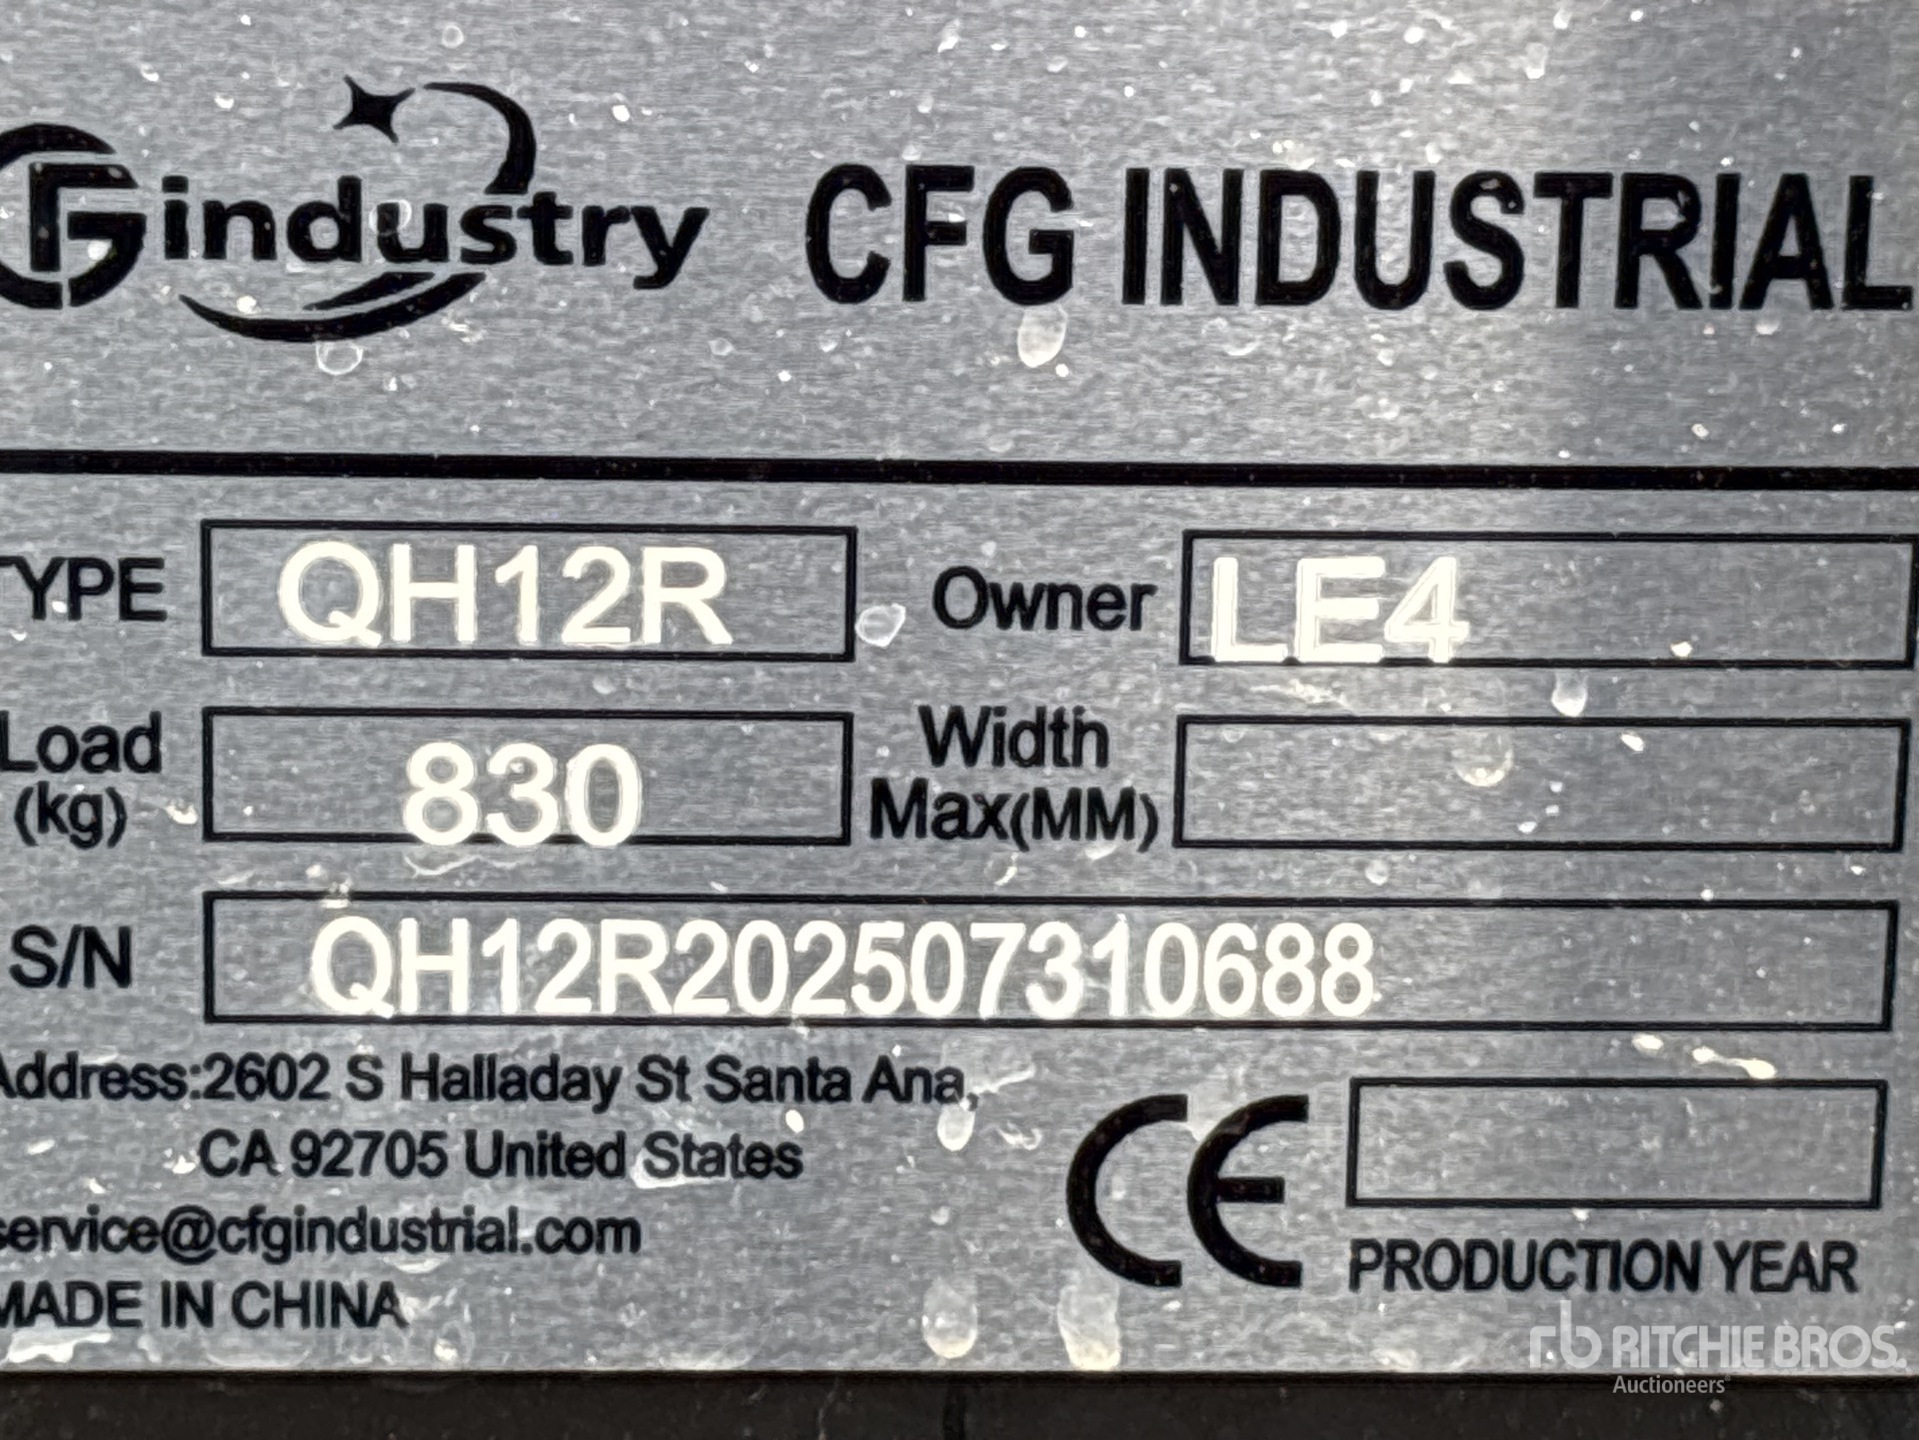 CFGindustry CFG INDUSTRIAL
TYPE QH12R Owner LE4
Load (kg) 830 Width Max(MM)
S/N QH12R202507310688
Address:2602 S Halladay St Santa Ana,
CA 92705 United States
service@cfgindustrial.com
MADE IN CHINA
CE
PRODUCTION YEAR
rb RITCHIE BROS.
Auctioneers